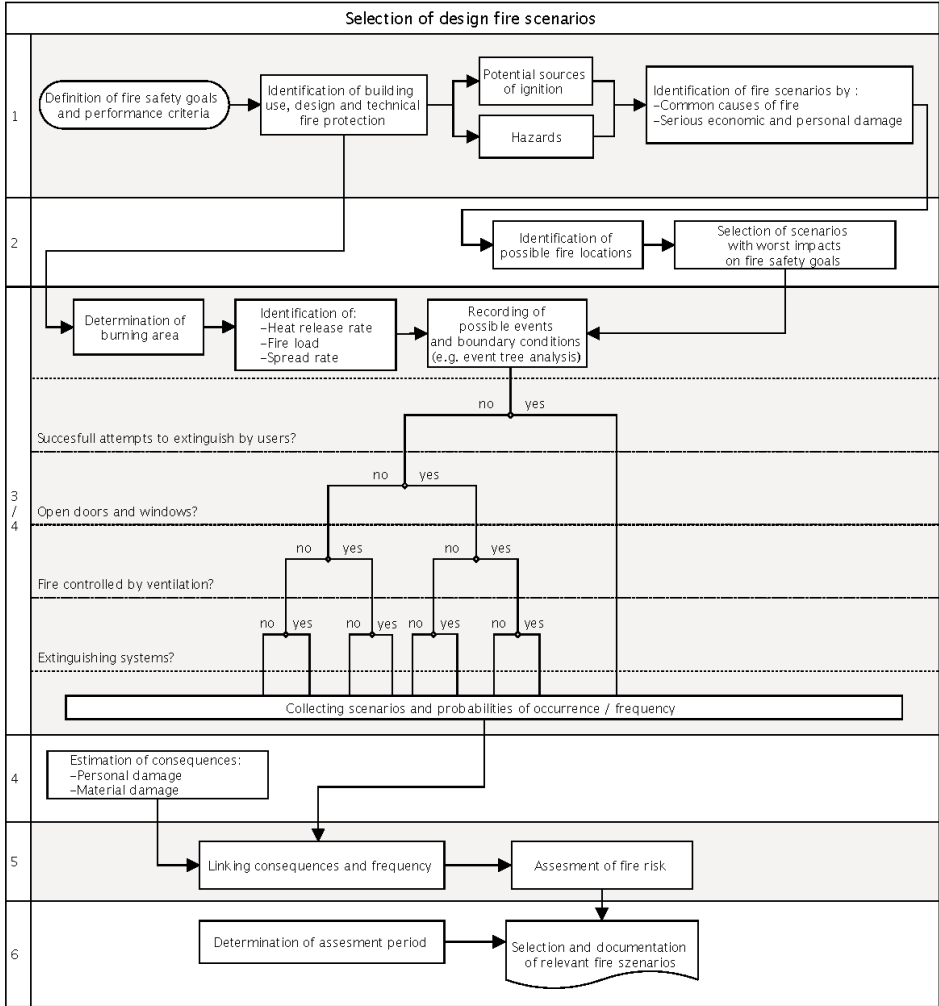 Selection of design fire scenarios
1
Definition of fire safety goals
and performance criteria
Identification of building
use, design and technical
fire protection
Potential sources
of ignition
Hazards
Identification of fire scenarios by :
–Common causes of fire
–Serious economic and personal damage
2
Identification of
possible fire locations
Selection of scenarios
with worst impacts
on fire safety goals
3
/
4
Determination of
burning area
Identification of:
–Heat release rate
–Fire load
–Spread rate
Recording of
possible events
and boundary conditions
(e.g. event tree analysis)
no yes
Succesfull attempts to extinguish by users?
no yes
Open doors and windows?
no yes no yes
Fire controlled by ventilation?
no yes no yes no yes no yes
Extinguishing systems?
Collecting scenarios and probabilities of occurrence / frequency
4
Estimation of consequences:
–Personal damage
–Material damage
5
Linking consequences and frequency
Assesment of fire risk
6
Determination of assesment period
Selection and documentation
of relevant fire szenarios